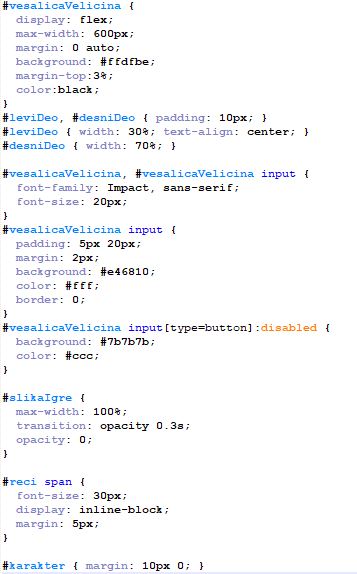 #vesalicaVelicina {
  display: flex;
  max-width: 600px;
  margin: 0 auto;
  background: #ffdfbe;
  margin-top:3%;
  color:black;
}
#leviDeo, #desniDeo { padding: 10px; }
#leviDeo { width: 30%; text-align: center; }
#desniDeo { width: 70%; }

#vesalicaVelicina, #vesalicaVelicina input {
  font-family: Impact, sans-serif;
  font-size: 20px;
}
#vesalicaVelicina input {
  padding: 5px 20px;
  margin: 2px;
  background: #e46810;
  color: #fff;
  border: 0;
}
#vesalicaVelicina input[type=button]:disabled {
  background: #7b7b7b;
  color: #ccc;
}

#slikaIgre {
  max-width: 100%;
  transition: opacity 0.3s;
  opacity: 0;
}

#reci span {
  font-size: 30px;
  display: inline-block;
  margin: 5px;
}

#karakter { margin: 10px 0; }